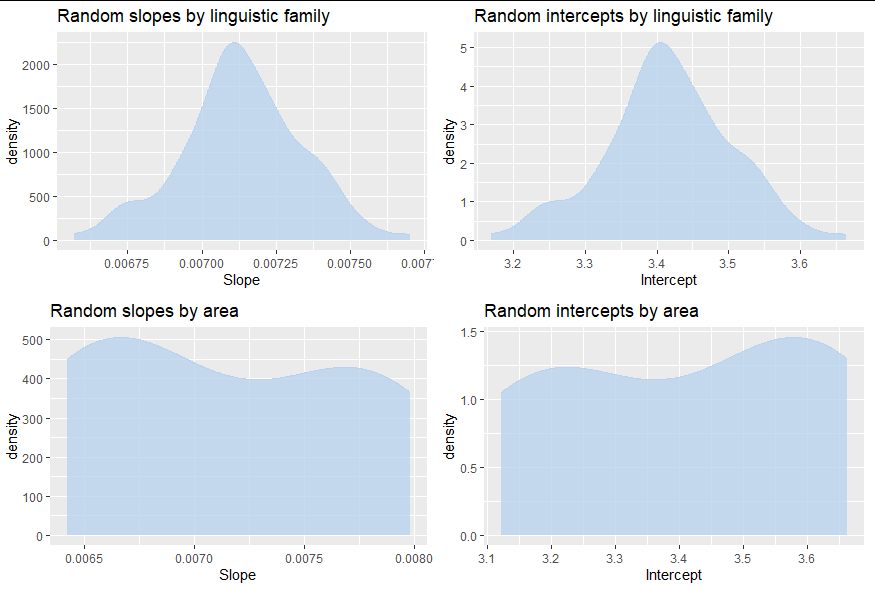 Random slopes by linguistic family
density
2000
1500
1000
500
0
0.00675 0.00700 0.00725 0.00750 0.007
Slope
Random intercepts by linguistic family
density
5
4
3
2
1
0
3.2 3.3 3.4 3.5 3.6
Intercept
Random slopes by area
density
500
400
300
200
100
0
0.0065 0.0070 0.0075 0.0080
Slope
Random intercepts by area
density
1.5
1.0
0.5
0.0
3.1 3.2 3.3 3.4 3.5 3.6
Intercept